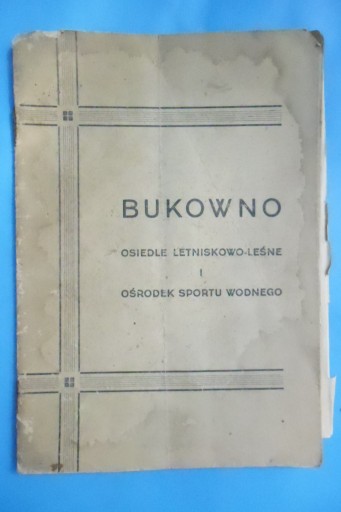 BUKOWNO
OSIEDLE LETNISKOWO-LEŚNE
I
OŚRODEK SPORTU WODNEGO